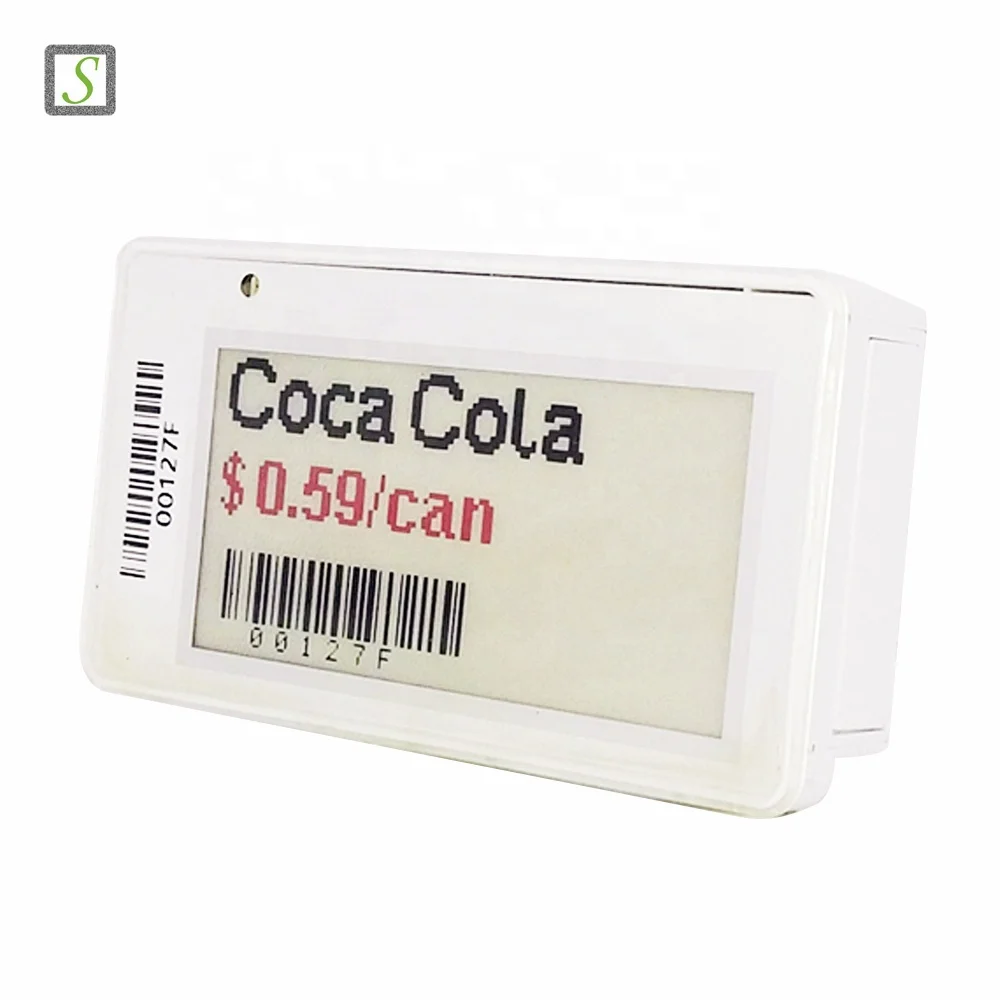 S
00127F
Coca Cola
$ 0.59/can
00127F